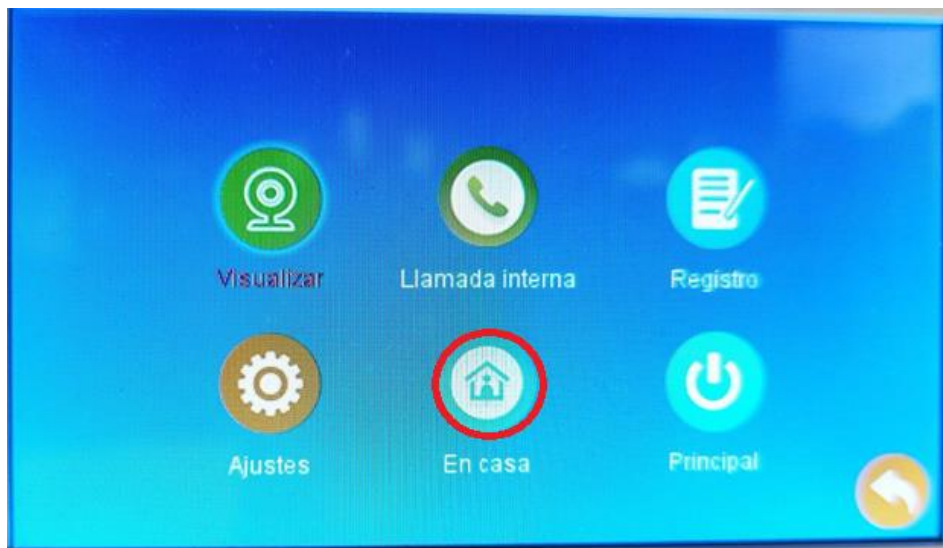 Visualizar
Llamada interna
Registro
Ajustes
En casa
Principal